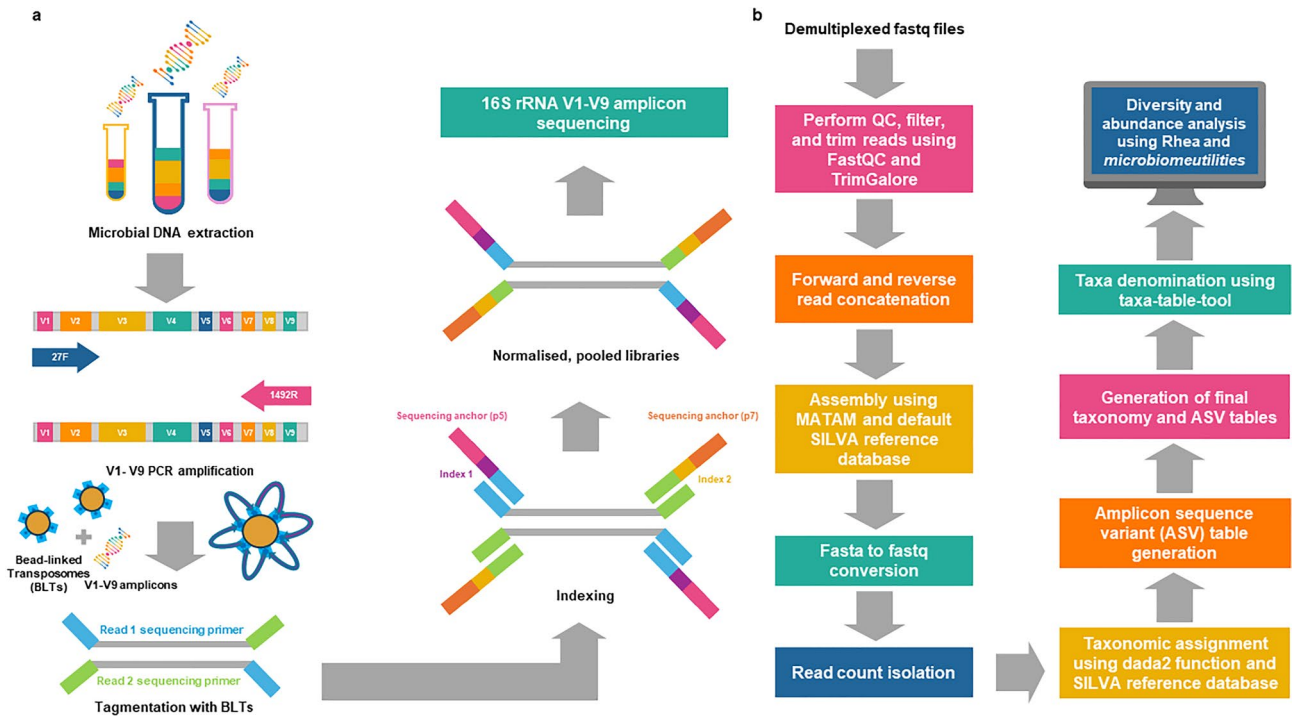 a
Microbial DNA extraction
V1 V2 V3 V4 V5 V6 V7 V8 V9
27F
1492R
V1 V2 V3 V4 V5 V6 V7 V8 V9
V1- V9 PCR amplification
Bead-linked
Transposomes
(BLTs)
V1-V9 amplicons
Read 1 sequencing primer
Read 2 sequencing primer
Tagmentation with BLTs
16S rRNA V1-V9 amplicon
sequencing
Normalised, pooled libraries
Sequencing anchor (p5)
Sequencing anchor (p7)
Index 1
Index 2
Indexing
b
Demultiplexed fastq files
Perform QC, filter,
and trim reads using
FastQC and
TrimGalore
Forward and reverse
read concatenation
Assembly using
MATAM and default
SILVA reference
database
Fasta to fastq
conversion
Read count isolation
Taxonomic assignment
using dada2 function and
SILVA reference database
Amplicon sequence
variant (ASV) table
generation
Generation of final
taxonomy and ASV tables
Taxa denomination using
taxa-table-tool
Diversity and
abundance analysis
using Rhea and
microbiomeutilities